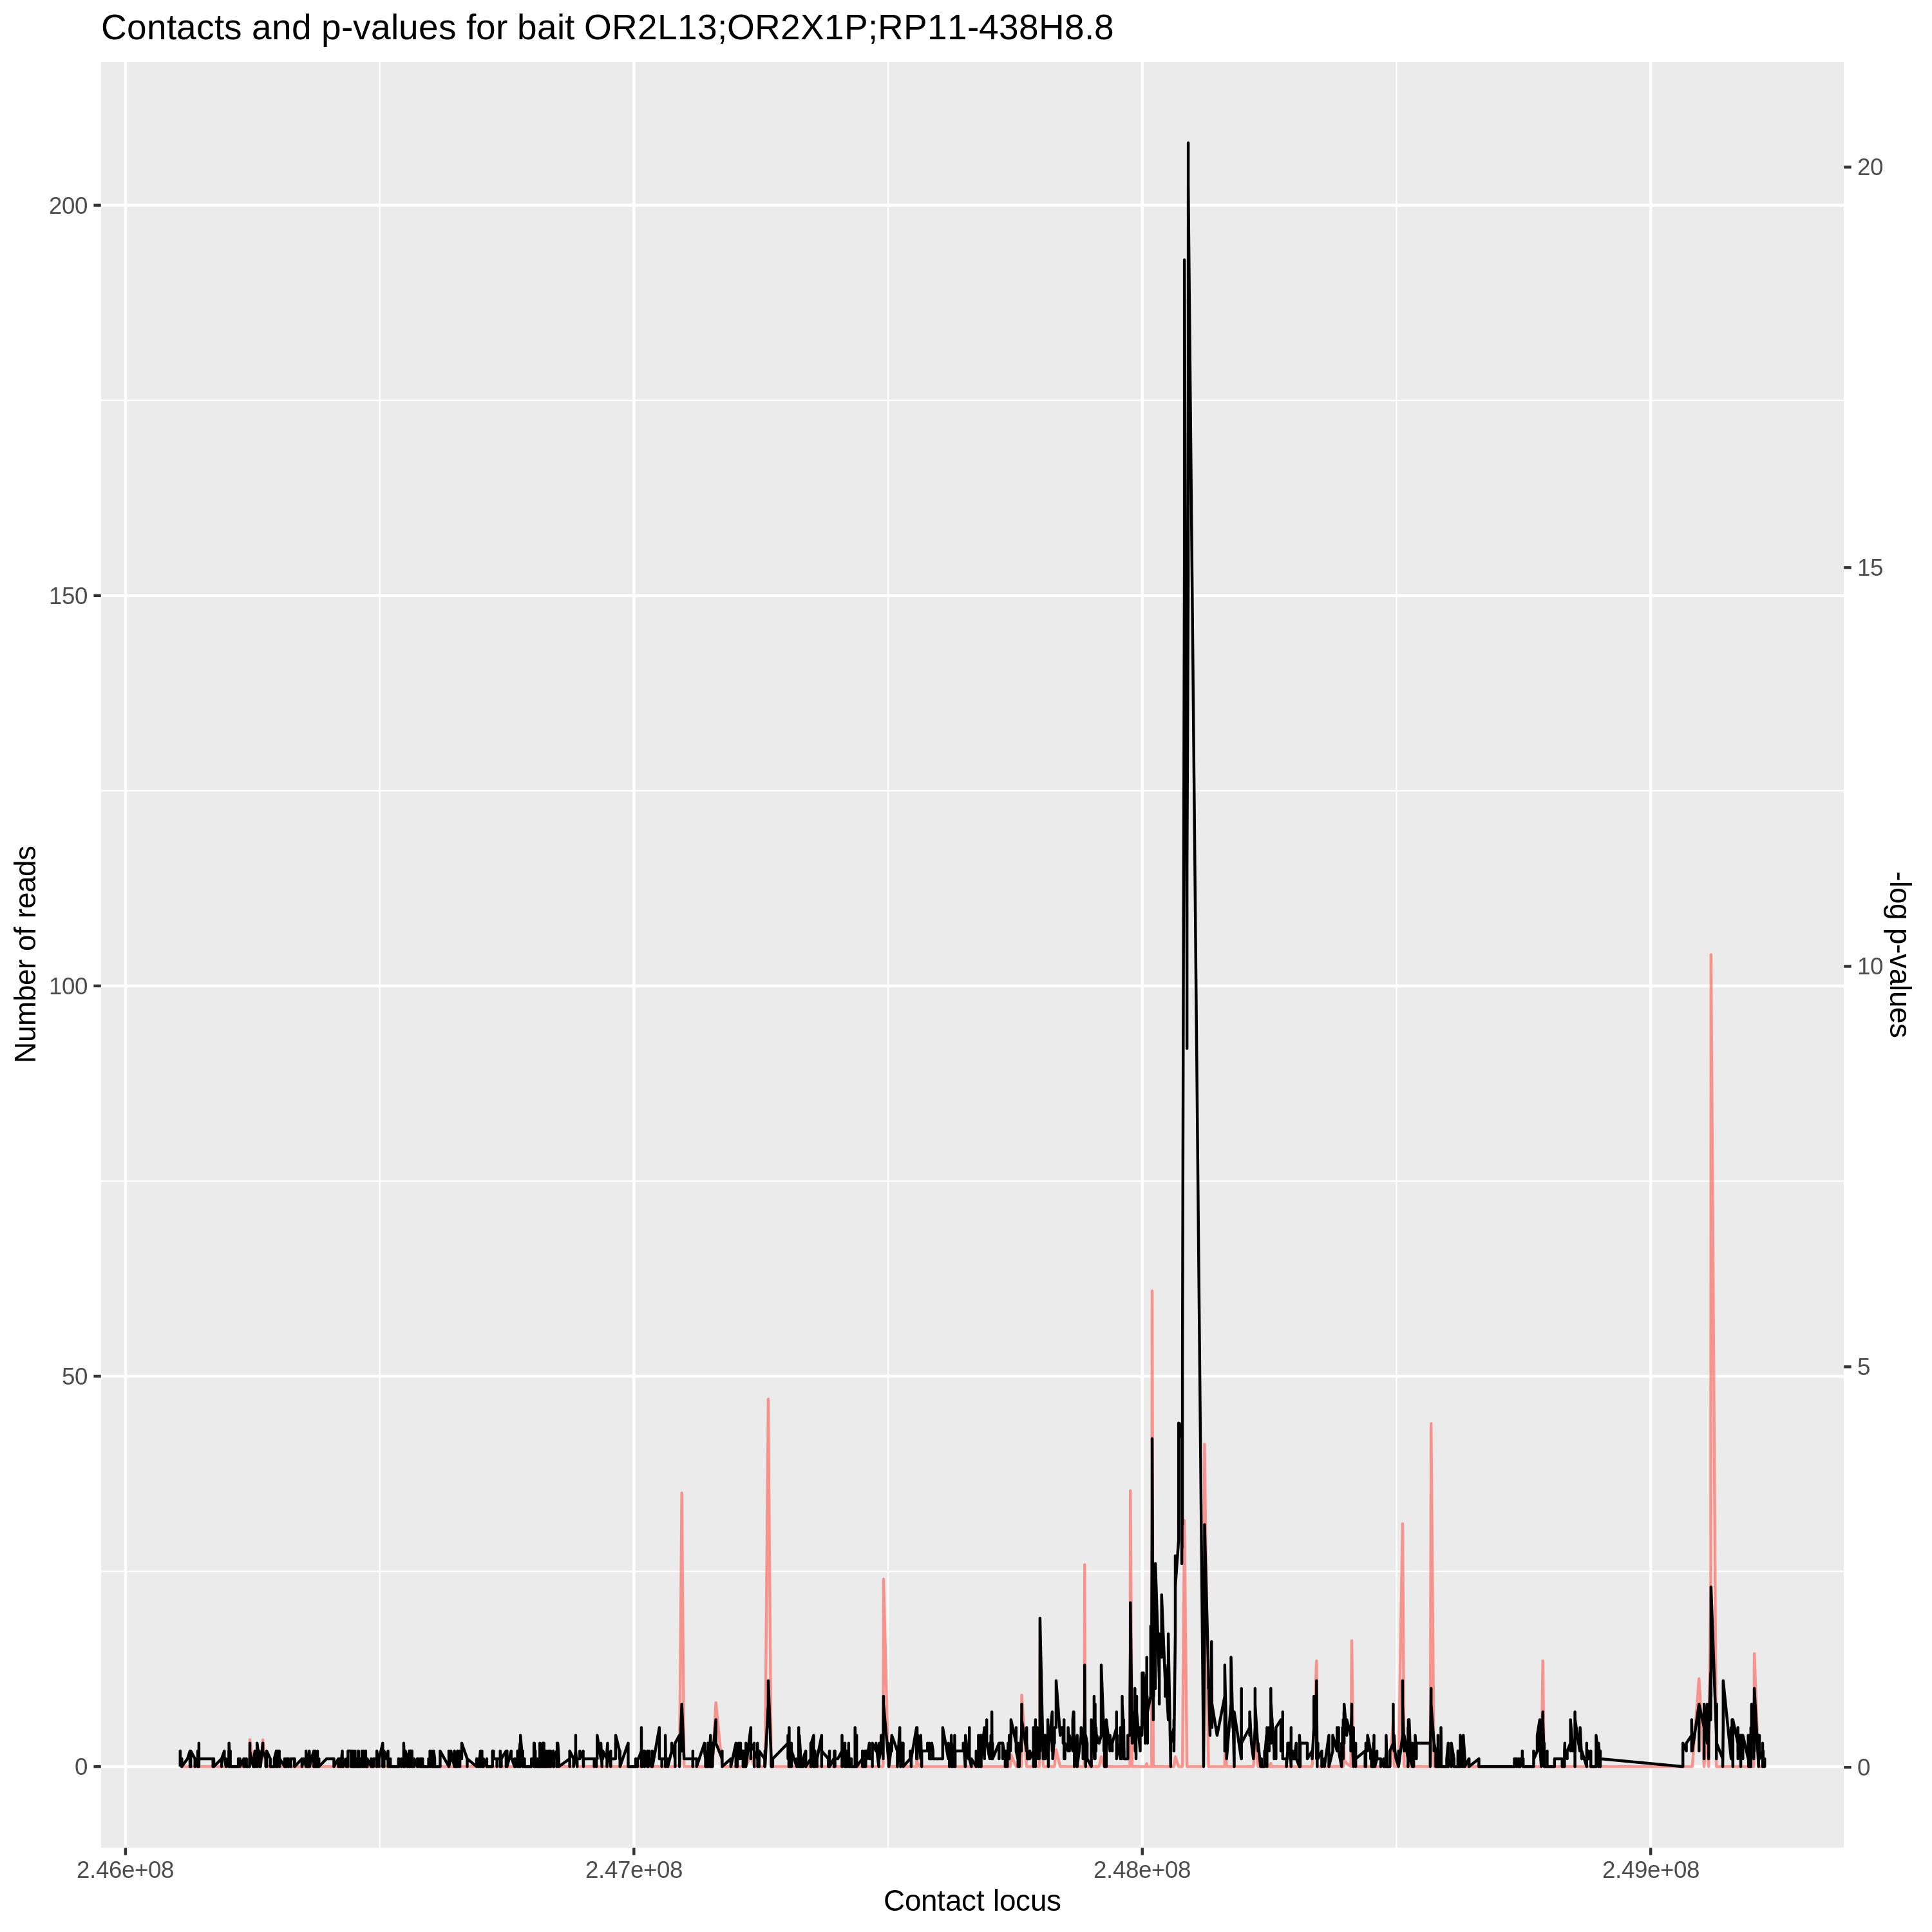 Contacts and p-values for bait OR2L13;OR2X1P;RP11-438H8.8
200
150
100
50
0
Number of reads
20
15
10
5
0
-log p-values
2.46e+08
2.47e+08
2.48e+08
2.49e+08
Contact locus